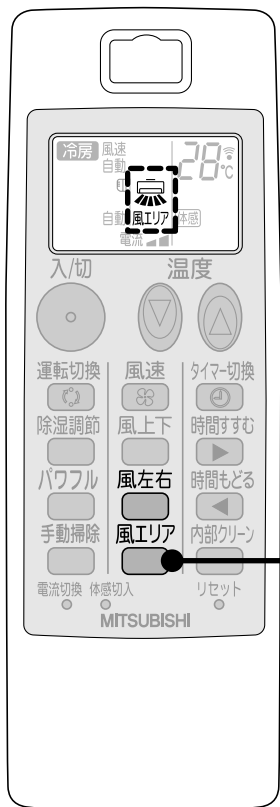 冷房 風速 28℃
自動
自動 風エリア 体感
電流
入/切 温度
運転切換 風速 タイマー切換
除湿調節 風上下 時間すすむ
パワフル 風左右 時間もどる
手動掃除 風エリア 内部クリーン
電流切換 体感切入 リセット
MITSUBISHI